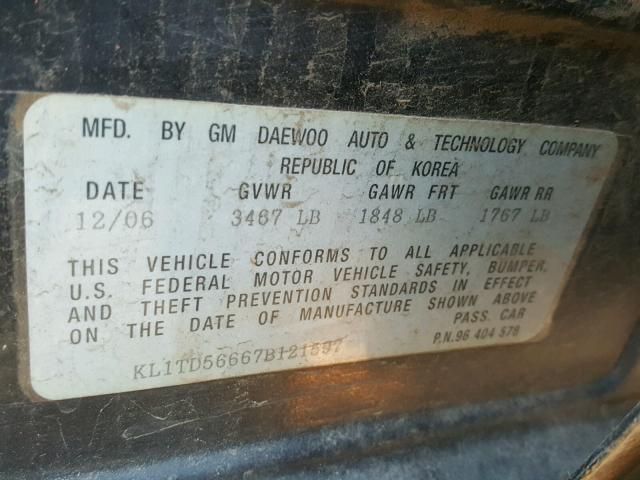 MFD. BY GM DAEWOO AUTO & TECHNOLOGY COMPANY
REPUBLIC OF KOREA
DATE GVWR GAWR FRT GAWR RR
12/06 3467 LB 1848 LB 1767 LB
THIS VEHICLE CONFORMS TO ALL APPLICABLE
U.S. FEDERAL MOTOR VEHICLE SAFETY, BUMPER,
AND THEFT PREVENTION STANDARDS IN EFFECT
ON THE DATE OF MANUFACTURE SHOWN ABOVE
PASS. CAR
KL1TD56667B121597 P.N.96 404 578